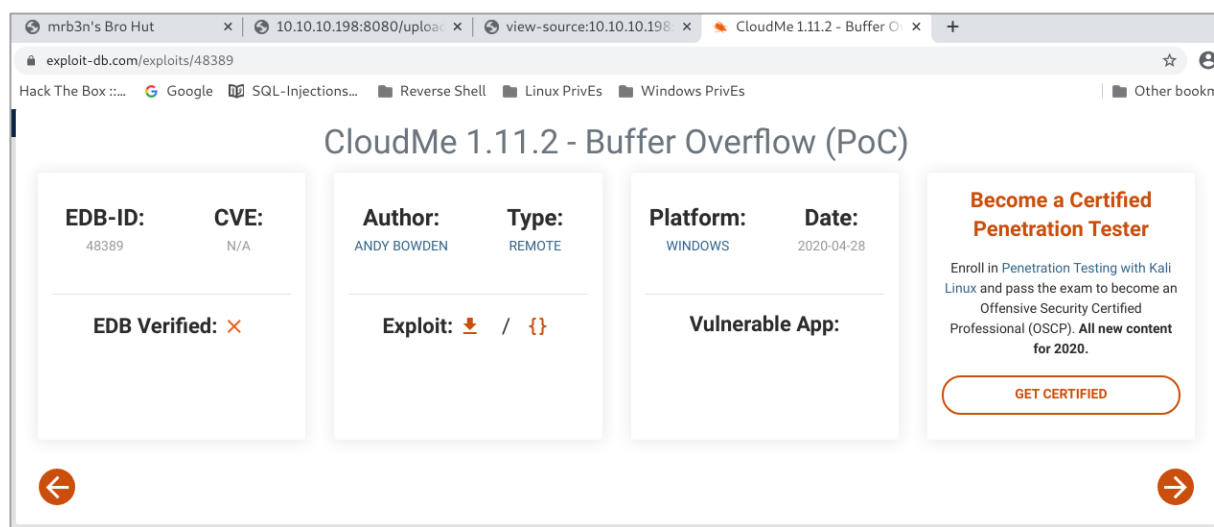 mrb3n's Bro Hut × 10.10.10.198:8080/upload × view-source:10.10.10.198: × CloudMe 1.11.2 - Buffer O × +
exploit-db.com/exploits/48389
Hack The Box ::... Google SQL-Injections... Reverse Shell Linux PrivEs Windows PrivEs Other bookm
CloudMe 1.11.2 - Buffer Overflow (PoC)
EDB-ID: CVE:
48389 N/A
EDB Verified: ×
Author: Type:
ANDY BOWDEN REMOTE
Exploit: / {}
Platform: Date:
WINDOWS 2020-04-28
Vulnerable App:
Become a Certified
Penetration Tester
Enroll in Penetration Testing with Kali
Linux and pass the exam to become an
Offensive Security Certified
Professional (OSCP). All new content
for 2020.
GET CERTIFIED